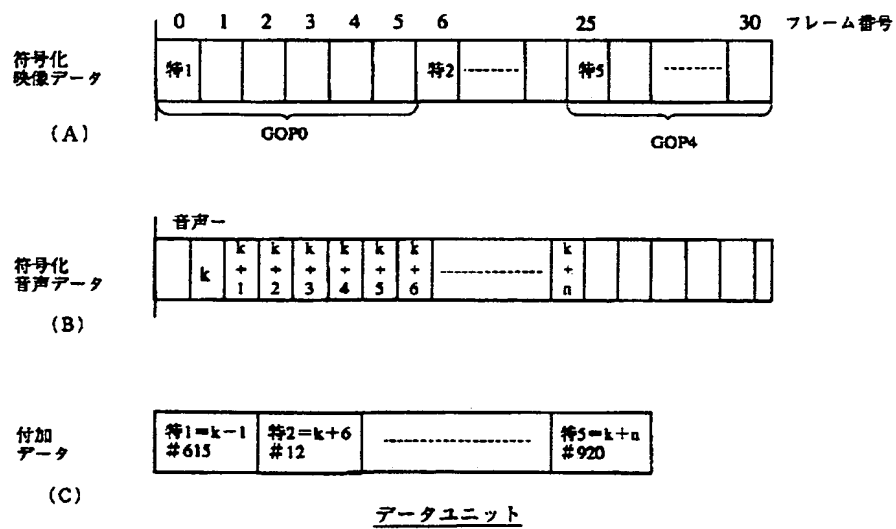 0 1 2 3 4 5 6 25 30 フレーム番号
符号化
映像データ
特1 特2 特5
(A)
GOP0 GOP4
音声ー
符号化
音声データ
k k+1 k+2 k+3 k+4 k+5 k+6 k+n
(B)
付加
データ
特1=k-1 特2=k+6 特5=k+n
#615 #12 #920
(C)
データユニット